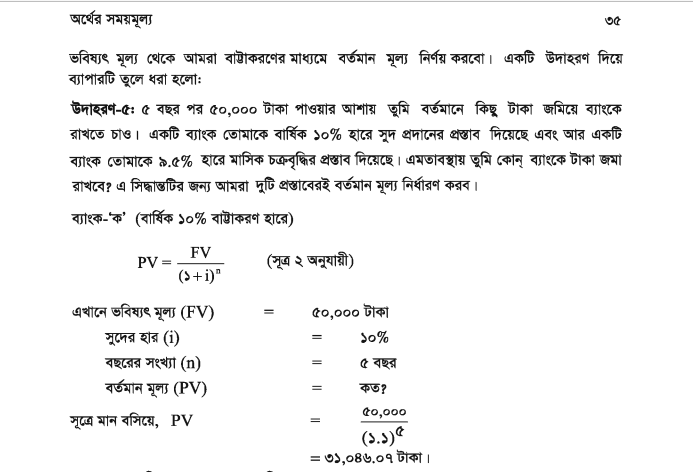 অর্থের সময়মূল্য ৩৫
ভবিষ্যৎ মূল্য থেকে আমরা বাট্টাকরণের মাধ্যমে বর্তমান মূল্য নির্ণয় করবো। একটি উদাহরণ দিয়ে
ব্যাপারটি তুলে ধরা হলো:
উদাহরণ-৫: ৫ বছর পর ৫০,০০০ টাকা পাওয়ার আশায় তুমি বর্তমানে কিছু টাকা জমিয়ে ব্যাংকে
রাখতে চাও। একটি ব্যাংক তোমাকে বার্ষিক ১০% হারে সুদ প্রদানের প্রস্তাব দিয়েছে এবং আর একটি
ব্যাংক তোমাকে ৯.৫% হারে মাসিক চক্রবৃদ্ধির প্রস্তাব দিয়েছে। এমতাবস্থায় তুমি কোন্ ব্যাংকে টাকা জমা
রাখবে? এ সিদ্ধান্তটির জন্য আমরা দুটি প্রস্তাবেরই বর্তমান মূল্য নির্ধারণ করব।
ব্যাংক-‘ক’ (বার্ষিক ১০% বাট্টাকরণ হারে)
PV = FV / (১+i)ⁿ (সূত্র ২ অনুযায়ী)
এখানে ভবিষ্যৎ মূল্য (FV) = ৫০,০০০ টাকা
সুদের হার (i) = ১০%
বছরের সংখ্যা (n) = ৫ বছর
বর্তমান মূল্য (PV) = কত?
সূত্রে মান বসিয়ে, PV = ৫০,০০০ / (১.১)^৫
= ৩১,০৪৬.০৭ টাকা।